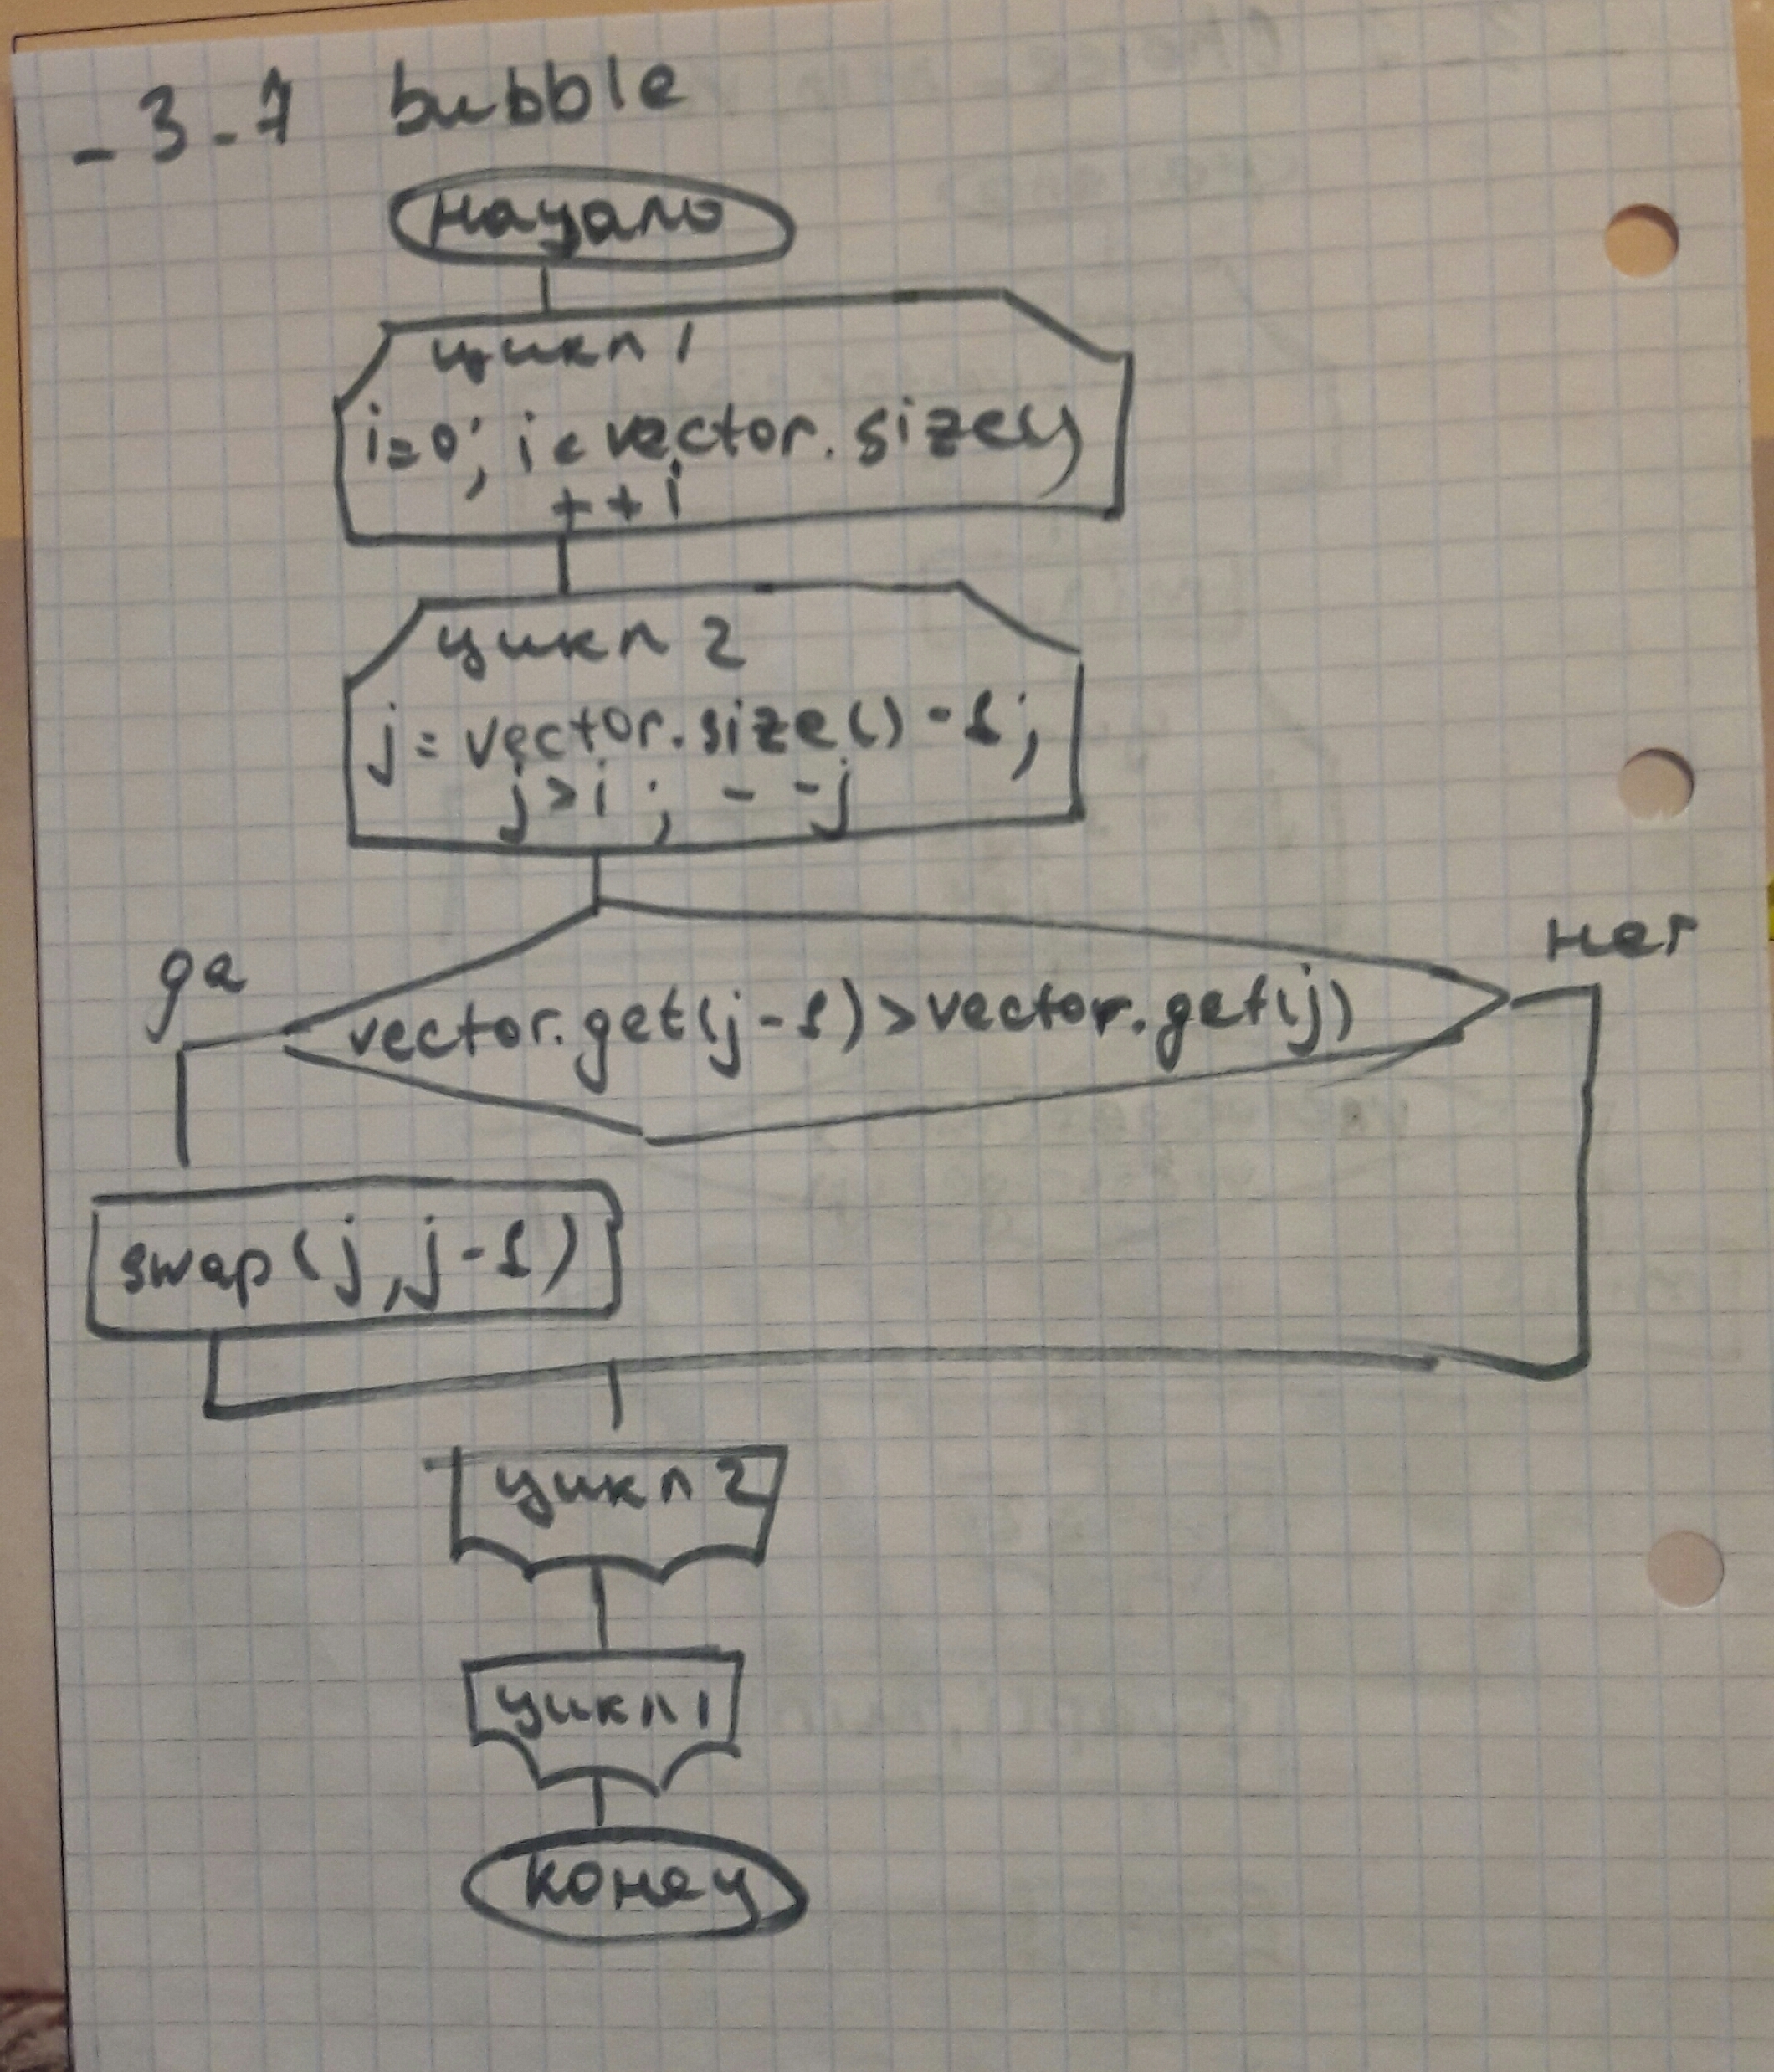 - 3 - 7 bubble
начало
цикл 1
i=0; i < vector.size()
++i
цикл 2
j = vector.size() - 1;
j > i ; --j
да
нет
vector.get(j-1) > vector.get(j)
swap(j, j-1)
цикл 2
цикл 1
конец